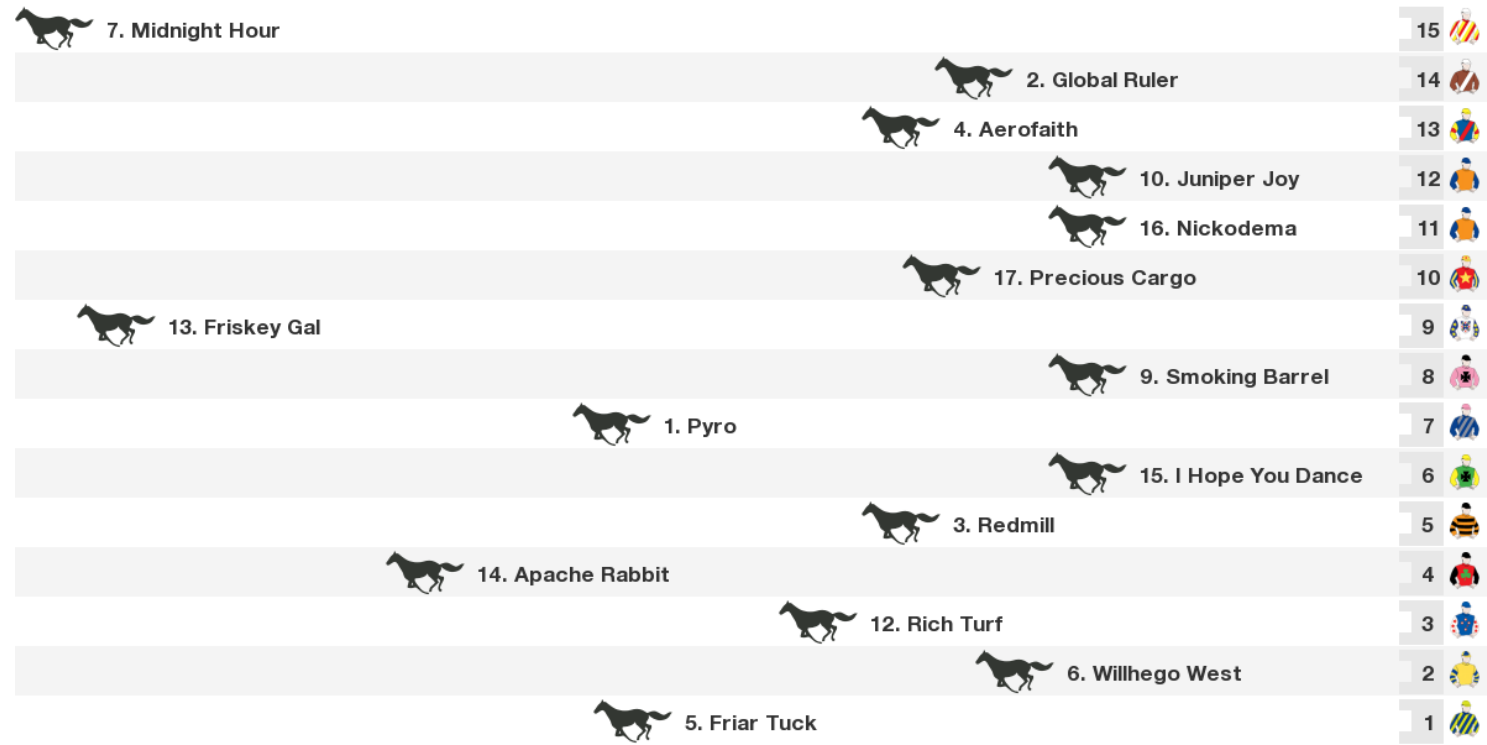 7. Midnight Hour 15
2. Global Ruler 14
4. Aerofaith 13
10. Juniper Joy 12
16. Nickodema 11
17. Precious Cargo 10
13. Friskey Gal 9
9. Smoking Barrel 8
1. Pyro 7
15. I Hope You Dance 6
3. Redmill 5
14. Apache Rabbit 4
12. Rich Turf 3
6. Willhego West 2
5. Friar Tuck 1